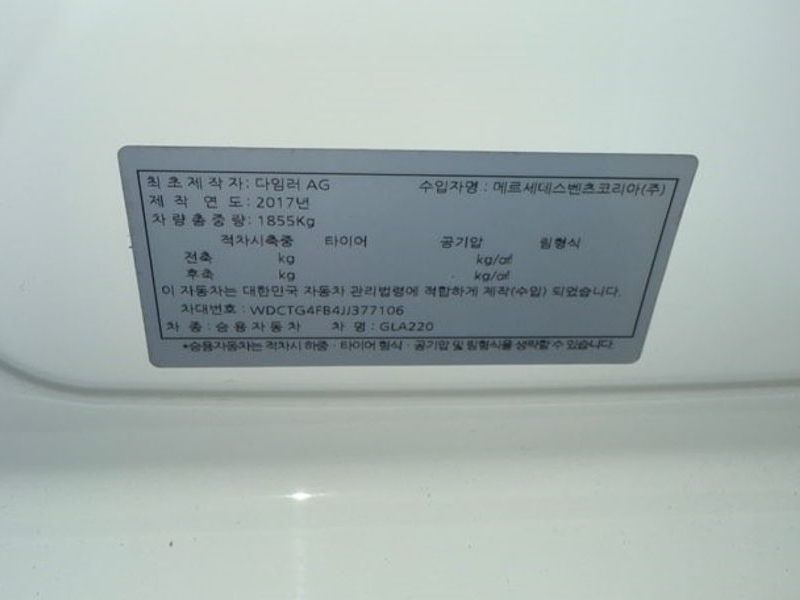 최초제작자: 다임러 AG 수입자명 : 메르세데스벤츠코리아(주)
제 작 연 도: 2017년
차량총중량: 1855Kg
적차시축중 타이어 공기압 림형식
전축 kg kg/㎠
후축 kg kg/㎠
이 자동차는 대한민국 자동차 관리법령에 적합하게 제작(수입) 되었습니다.
차대번호 : WDCTG4FB4JJ377106
차 종 : 승용자동차 차 명 : GLA220
*승용자동차는 적차시 하중 · 타이어 형식 · 공기압 및 림형식을 생략할 수 있습니다.